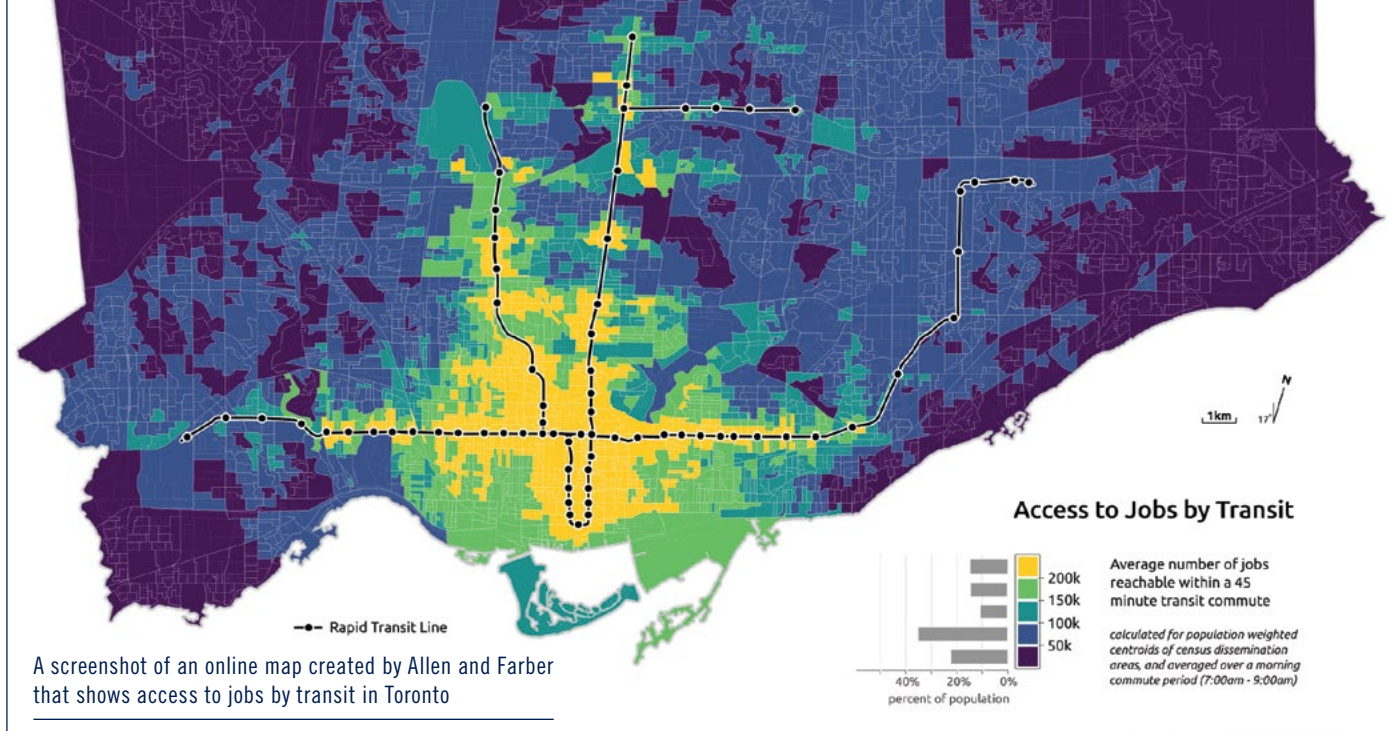 N
1km
17°
Access to Jobs by Transit
200k
150k
100k
50k
Average number of jobs
reachable within a 45
minute transit commute
calculated for population weighted
centroids of census dissemination
areas, and averaged over a morning
commute period (7:00am - 9:00am)
40% 20% 0%
percent of population
Rapid Transit Line
A screenshot of an online map created by Allen and Farber
that shows access to jobs by transit in Toronto